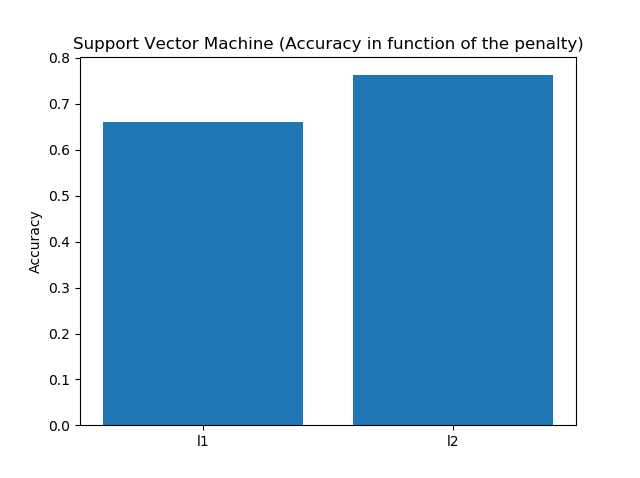 Support Vector Machine (Accuracy in function of the penalty)
0.8
0.7
0.6
0.5
0.4
0.3
0.2
0.1
0.0
Accuracy
l1
l2